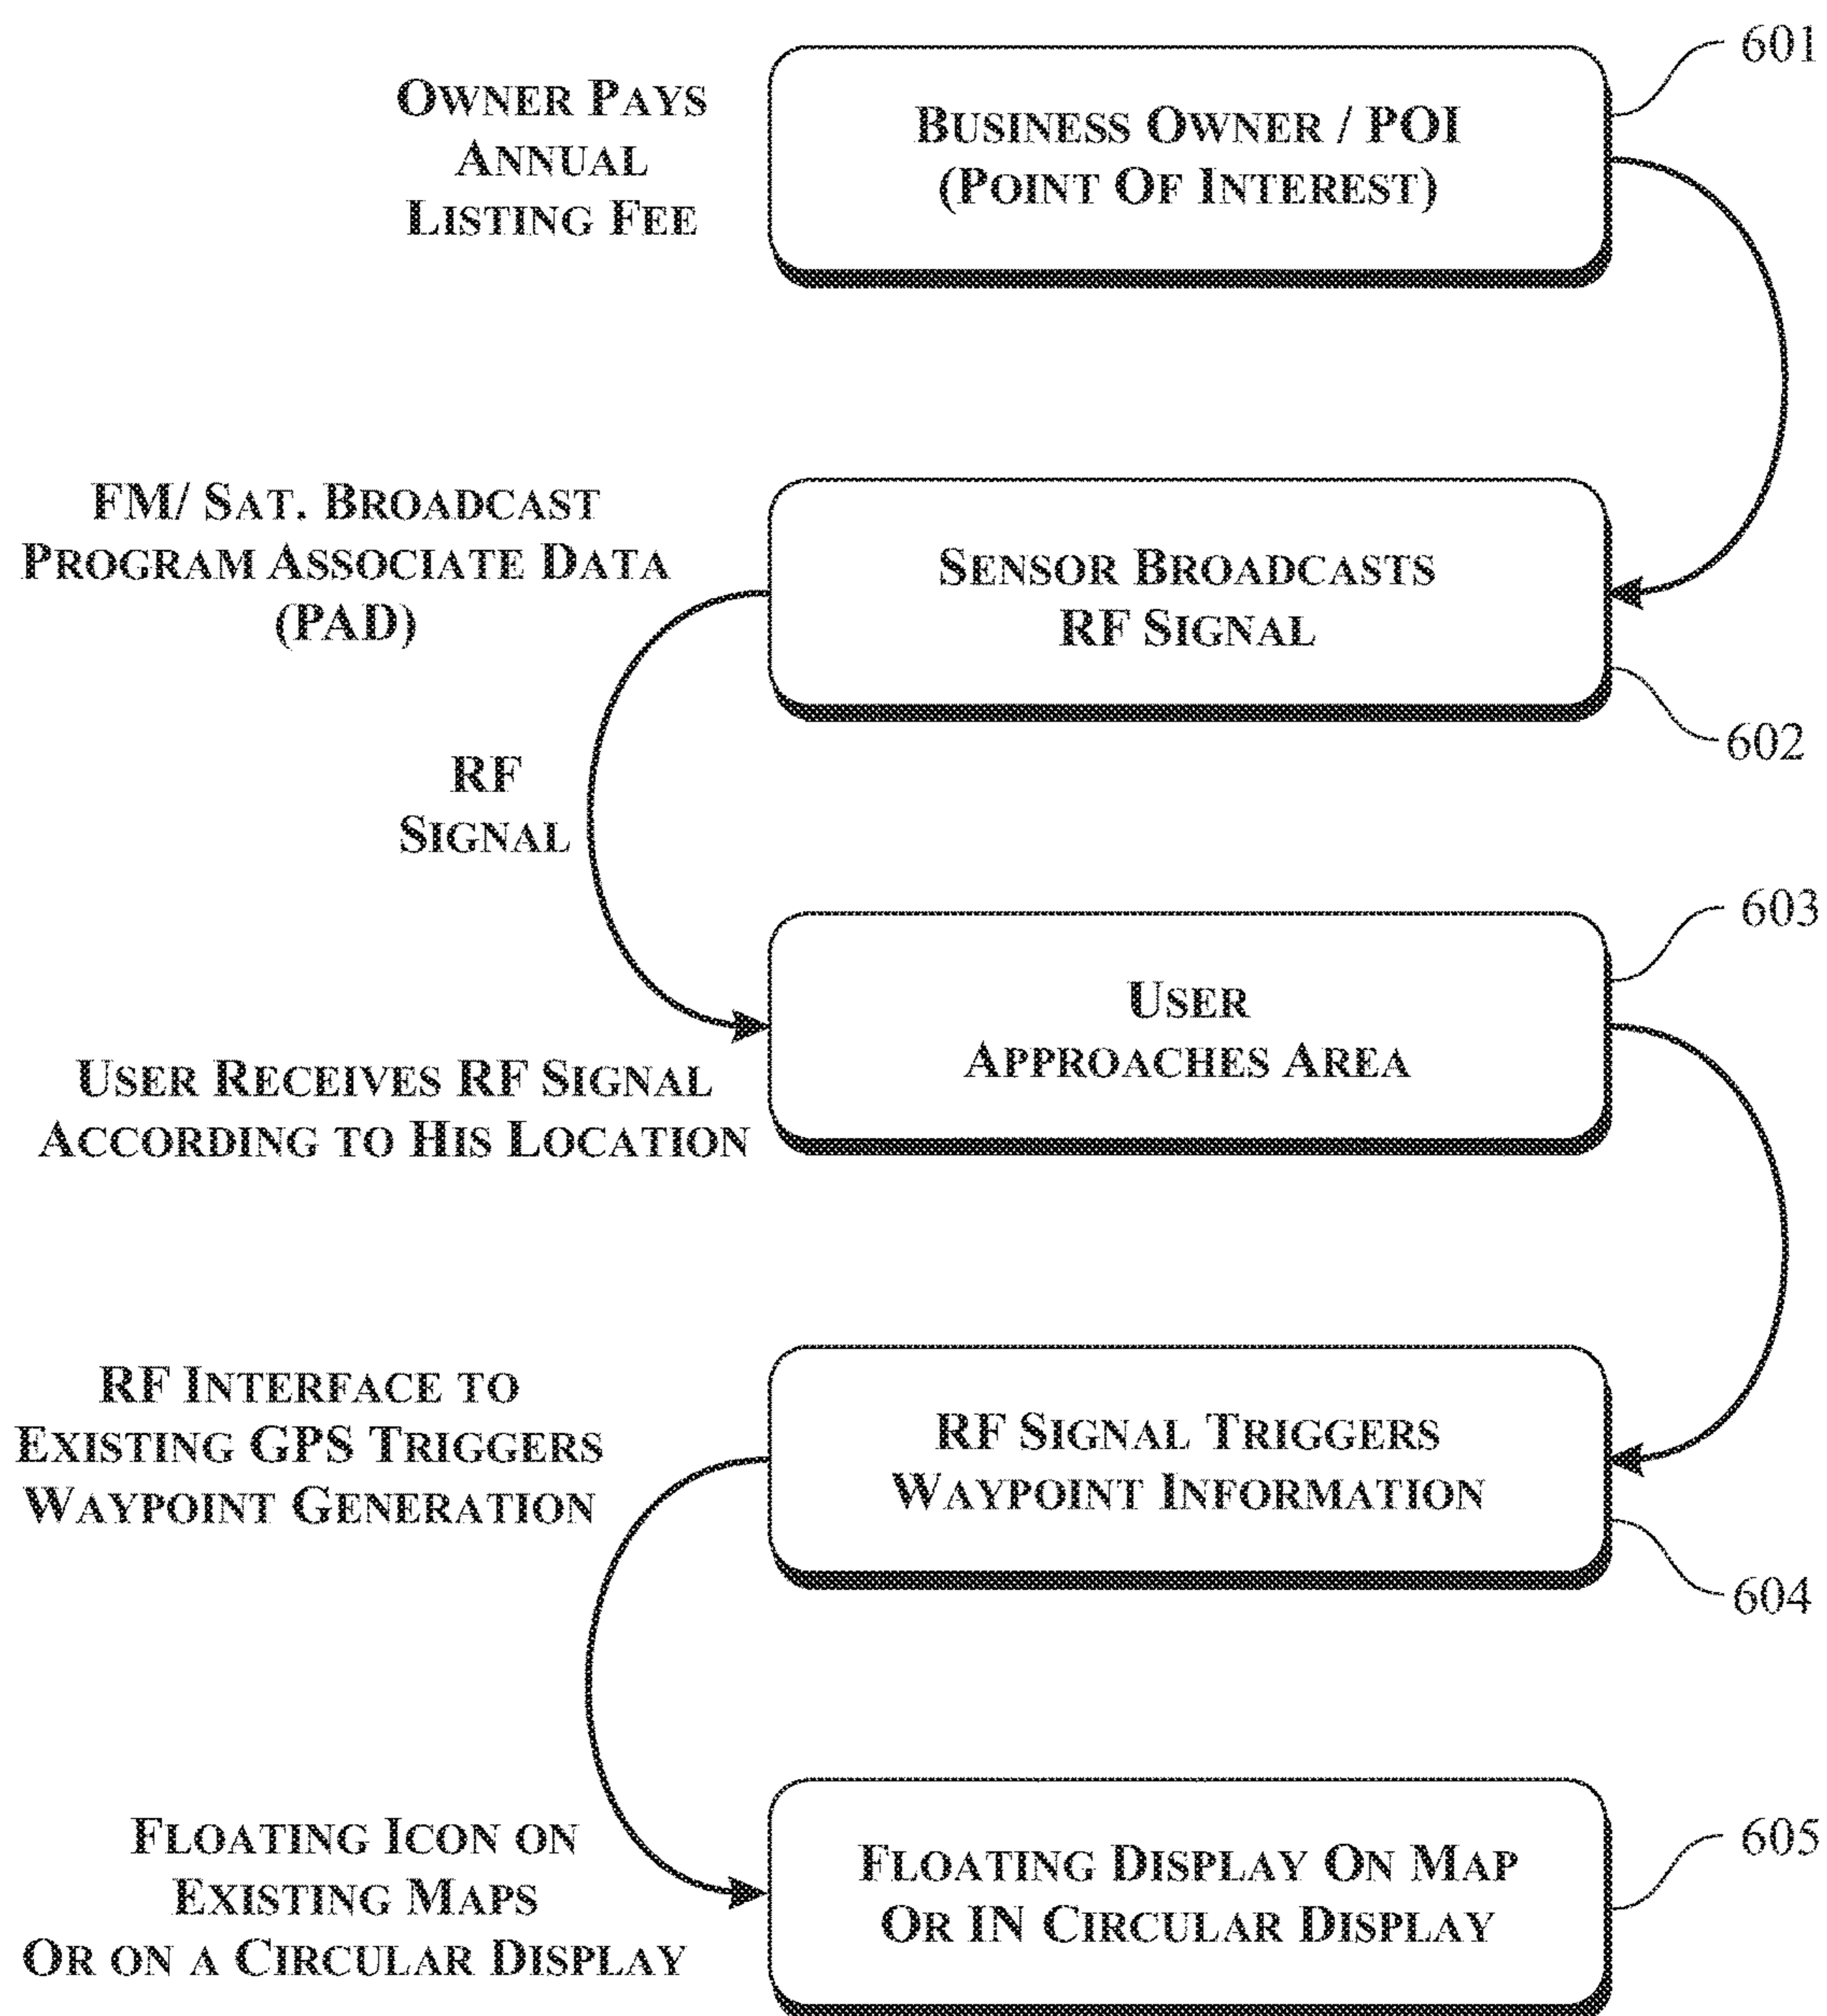 601
OWNER PAYS
ANNUAL
LISTING FEE
BUSINESS OWNER / POI
(POINT OF INTEREST)
FM/ SAT. BROADCAST
PROGRAM ASSOCIATE DATA
(PAD)
SENSOR BROADCASTS
RF SIGNAL
602
RF
SIGNAL
603
USER
APPROACHES AREA
USER RECEIVES RF SIGNAL
ACCORDING TO HIS LOCATION
RF INTERFACE TO
EXISTING GPS TRIGGERS
WAYPOINT GENERATION
RF SIGNAL TRIGGERS
WAYPOINT INFORMATION
604
FLOATING ICON ON
EXISTING MAPS
OR ON A CIRCULAR DISPLAY
FLOATING DISPLAY ON MAP
OR IN CIRCULAR DISPLAY
605